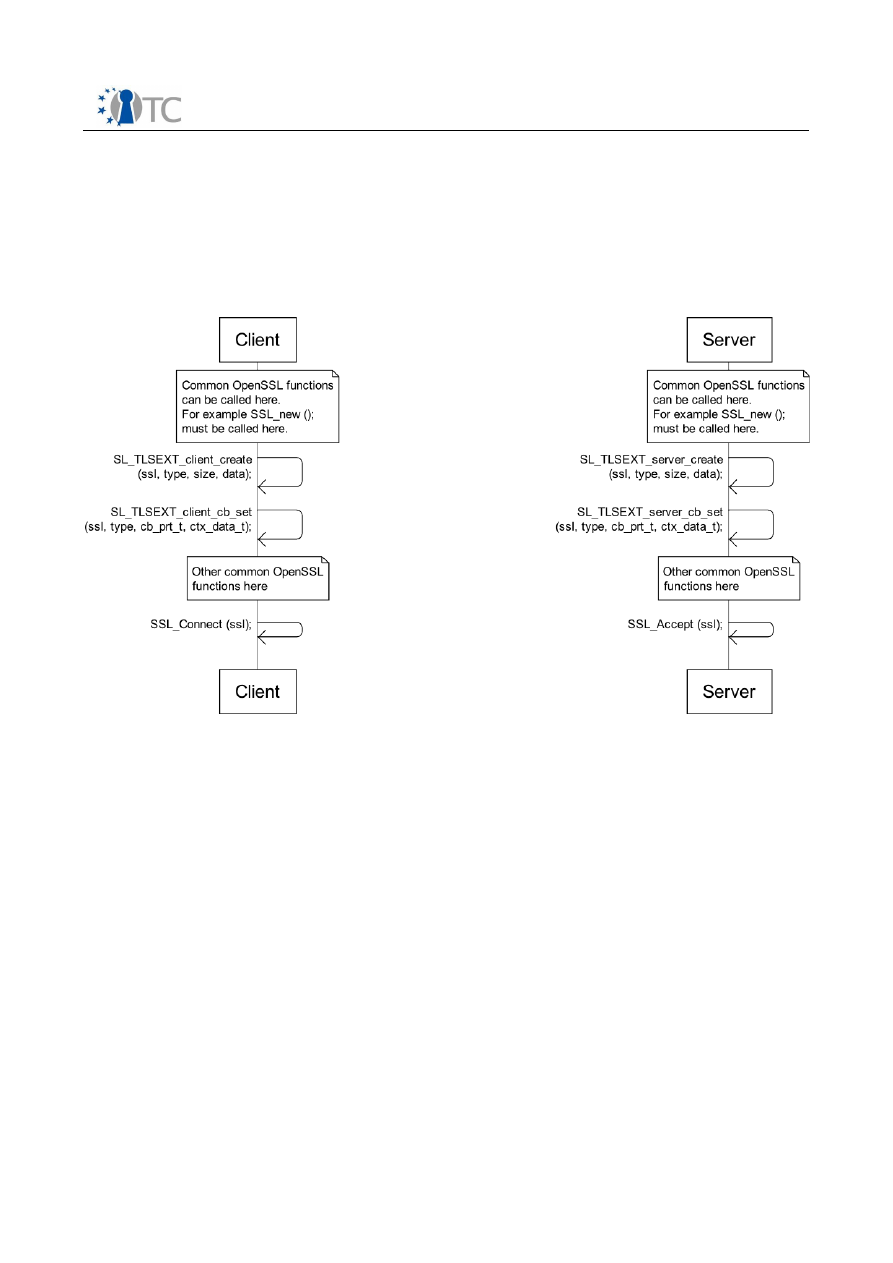 TC
Client
Common OpenSSL functions
can be called here.
For example SSL_new ();
must be called here.
SL_TLSEXT_client_create
(ssl, type, size, data);
SL_TLSEXT_client_cb_set
(ssl, type, cb_prt_t, ctx_data_t);
Other common OpenSSL
functions here
SSL_Connect (ssl);
Client
Server
Common OpenSSL functions
can be called here.
For example SSL_new ();
must be called here.
SL_TLSEXT_server_create
(ssl, type, size, data);
SL_TLSEXT_server_cb_set
(ssl, type, cb_prt_t, ctx_data_t);
Other common OpenSSL
functions here
SSL_Accept (ssl);
Server